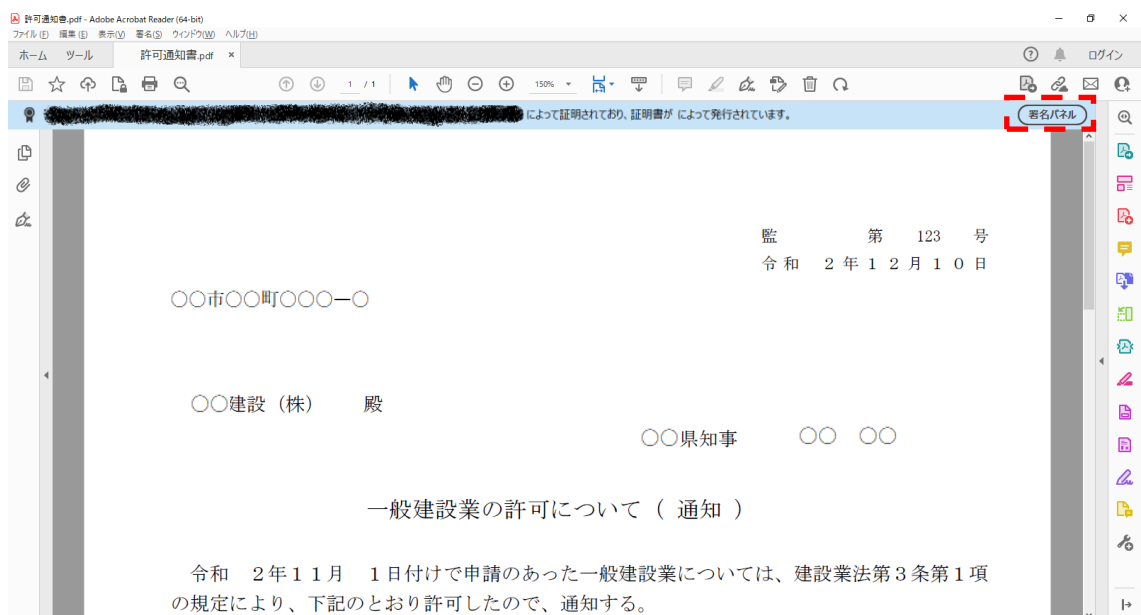 許可通知書.pdf - Adobe Acrobat Reader (64-bit)
ファイル(F) 編集(E) 表示(V) 署名(S) ウィンドウ(W) ヘルプ(H)
ホーム ツール 許可通知書.pdf × ログイン
1 / 1 150%
によって証明されており、証明書が によって発行されています。 署名パネル
監 第 123 号
令和 2年12月10日
○○市○○町○○○－○
○○建設（株） 殿
○○県知事 ○○ ○○
一般建設業の許可について（ 通知 ）
令和 2年11月 1日付けで申請のあった一般建設業については、建設業法第3条第1項
の規定により、下記のとおり許可したので、通知する。